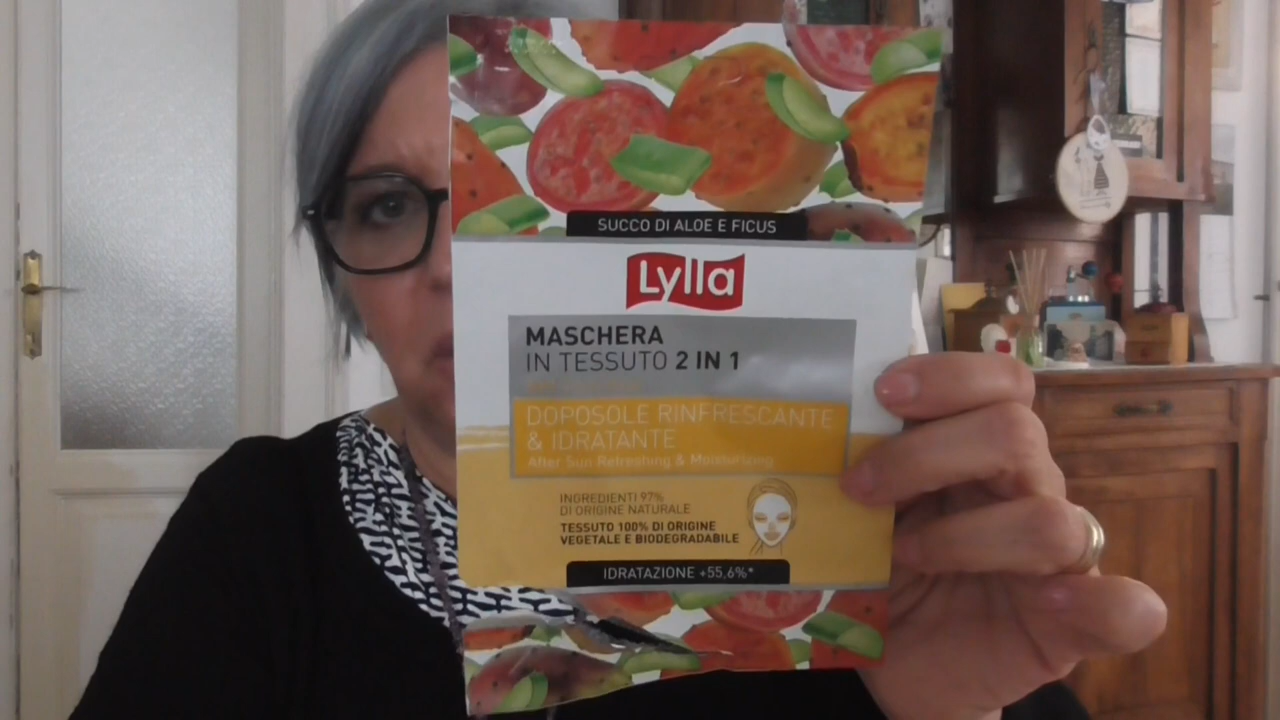 SUCCO DI ALOE E FICUS
Lylla
MASCHERA
IN TESSUTO 2 IN 1
DOPOSOLE RINFRESCANTE
& IDRATANTE
After Sun Refreshing & Moisturizing
INGREDIENTI 97%
DI ORIGINE NATURALE
TESSUTO 100% DI ORIGINE
VEGETALE E BIODEGRADABILE
IDRATAZIONE +55,6%*